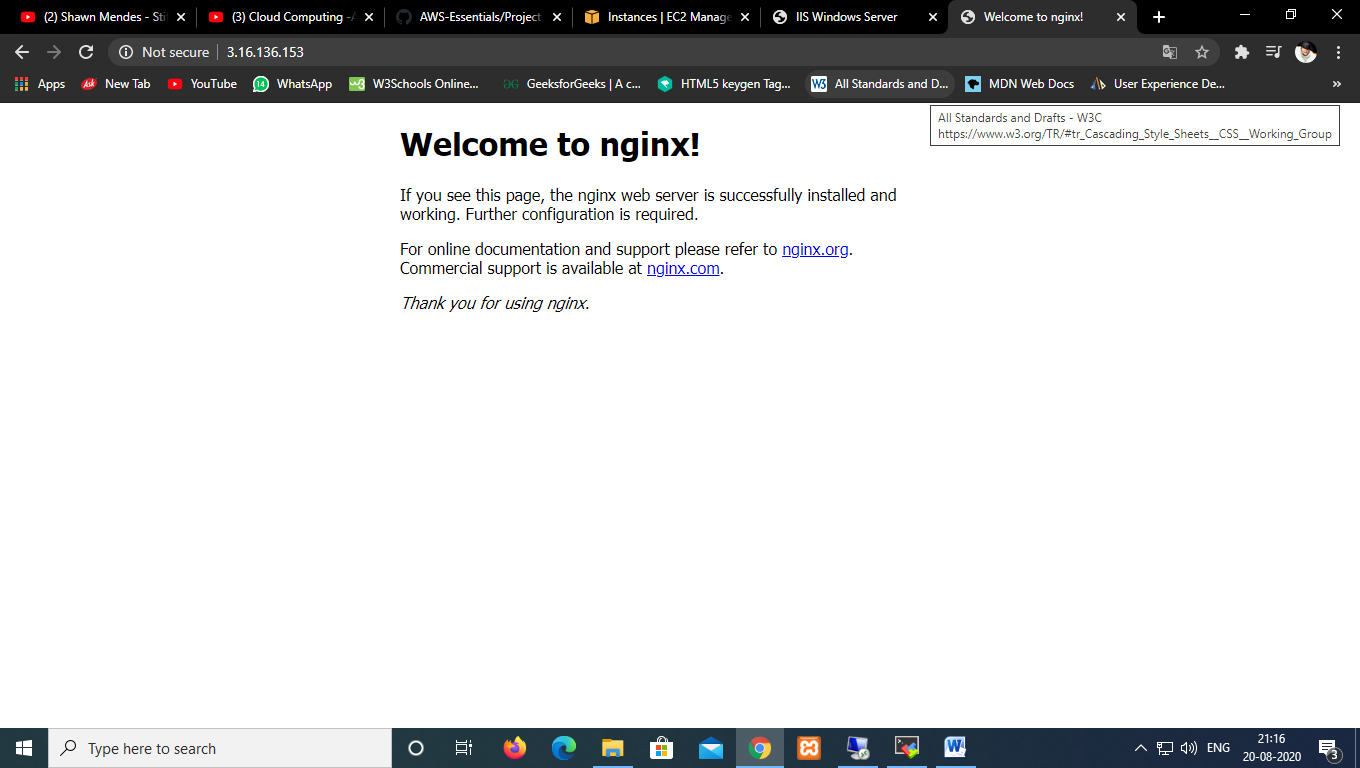 (2) Shawn Mendes - Sti
(3) Cloud Computing -
AWS-Essentials/Project
Instances | EC2 Manage
IIS Windows Server
Welcome to nginx!
Not secure
3.16.136.153
Apps
New Tab
YouTube
14
WhatsApp
W3Schools Online...
GeeksforGeeks | A c...
HTML5 keygen Tag...
All Standards and D...
MDN Web Docs
User Experience De...
»
All Standards and Drafts - W3C
https://www.w3.org/TR/#tr_Cascading_Style_Sheets__CSS__Working_Group
Welcome to nginx!
If you see this page, the nginx web server is successfully installed and
working. Further configuration is required.
For online documentation and support please refer to nginx.org.
Commercial support is available at nginx.com.
Thank you for using nginx.
Type here to search
ENG
21:16
20-08-2020
3